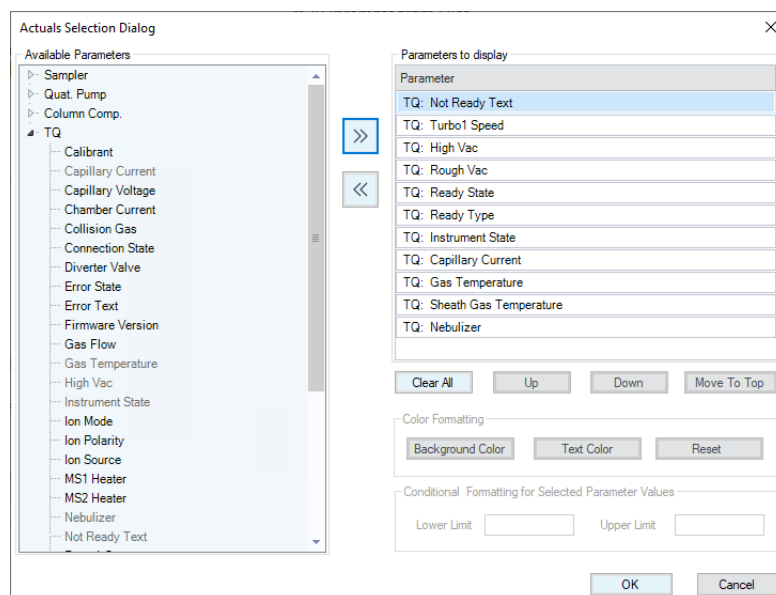 Actuals Selection Dialog
Available Parameters
Sampler
Quat. Pump
Column Comp.
TQ
Calibrant
Capillary Current
Capillary Voltage
Chamber Current
Collision Gas
Connection State
Diverter Valve
Error State
Error Text
Firmware Version
Gas Flow
Gas Temperature
High Vac
Instrument State
Ion Mode
Ion Polarity
Ion Source
MS1 Heater
MS2 Heater
Nebulizer
Not Ready Text
Parameters to display
Parameter
TQ: Not Ready Text
TQ: Turbo1 Speed
TQ: High Vac
TQ: Rough Vac
TQ: Ready State
TQ: Ready Type
TQ: Instrument State
TQ: Capillary Current
TQ: Gas Temperature
TQ: Sheath Gas Temperature
TQ: Nebulizer
Clear All Up Down Move To Top
Color Formatting
Background Color Text Color Reset
Conditional Formatting for Selected Parameter Values
Lower Limit Upper Limit
OK Cancel